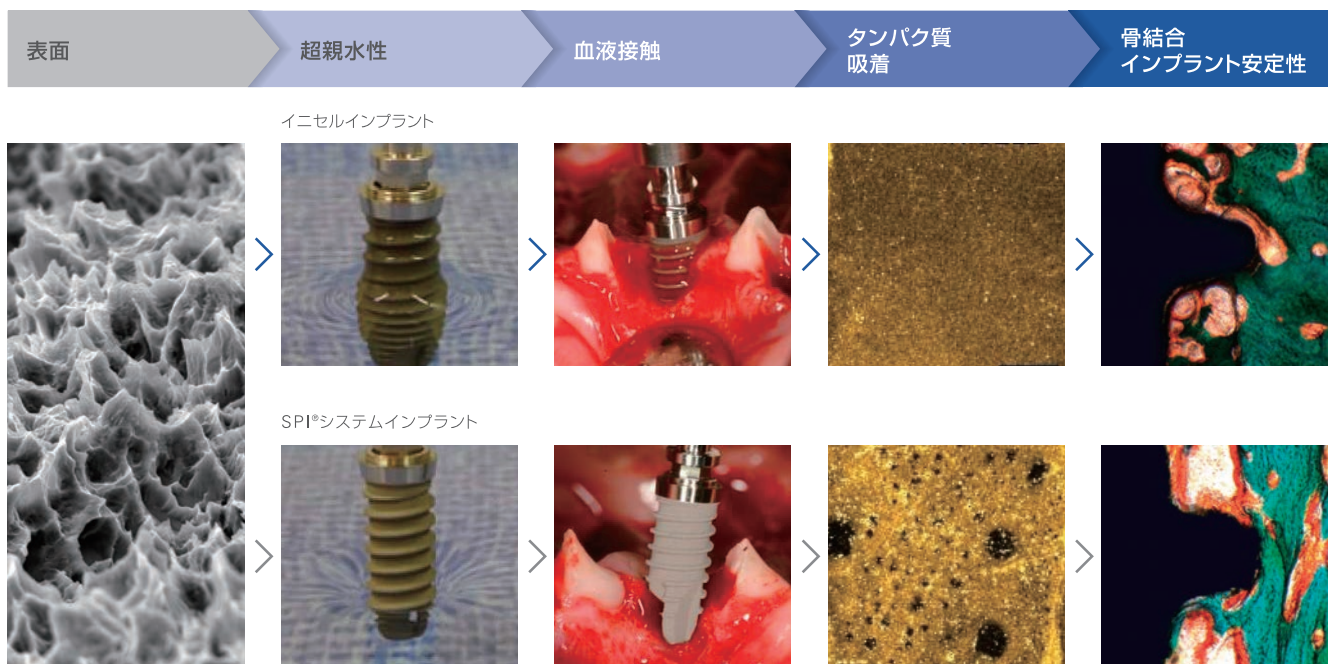 表面
超親水性
血液接触
タンパク質
吸着
骨結合
インプラント安定性
イニセルインプラント
SPI®システムインプラント